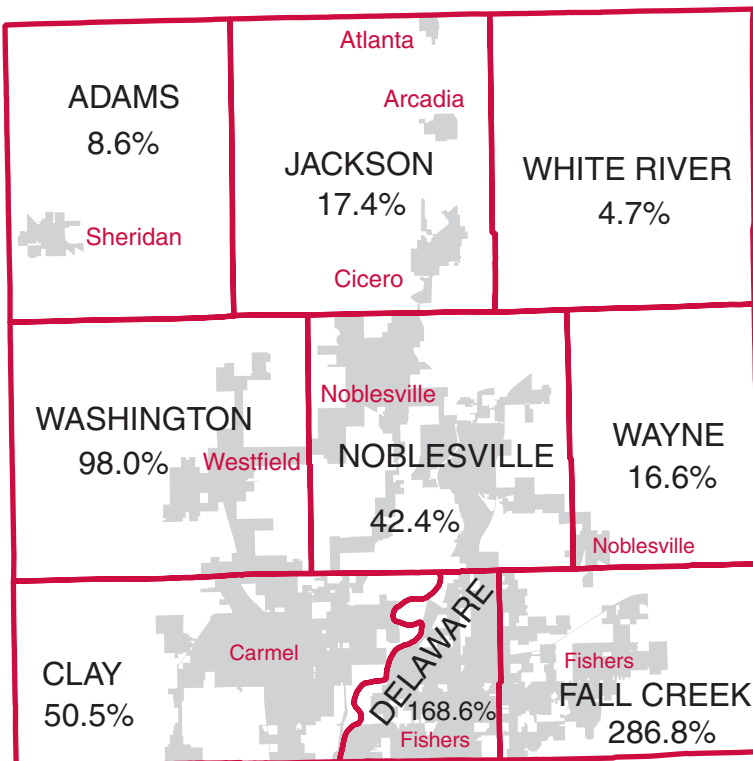 Atlanta
ADAMS
8.6%
Arcadia
JACKSON
17.4%
WHITE RIVER
4.7%
Sheridan
Cicero
WASHINGTON
98.0%
Westfield
Noblesville
NOBLESVILLE
42.4%
WAYNE
16.6%
Noblesville
CLAY
50.5%
Carmel
DELAWARE
168.6%
Fishers
Fishers
FALL CREEK
286.8%